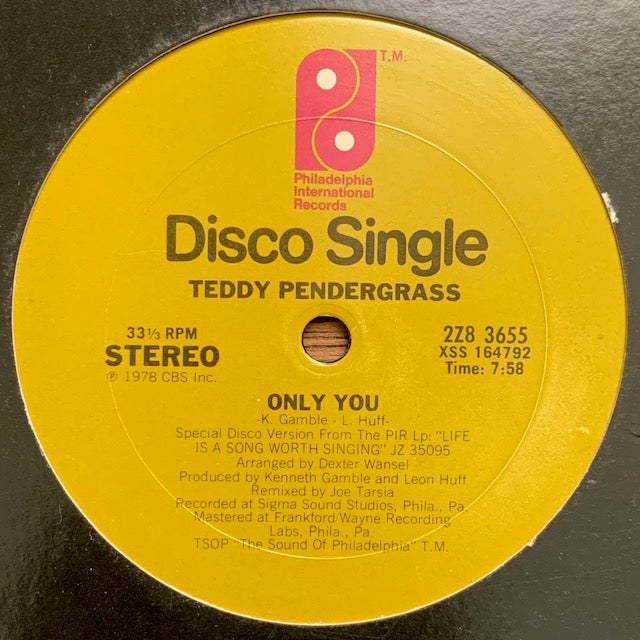 T.M.
Philadelphia
International
Records
Disco Single
TEDDY PENDERGRASS
33⅓ RPM
STEREO
℗ 1978 CBS Inc.
2Z8 3655
XSS 164792
Time: 7:58
ONLY YOU
-K. Gamble - L. Huff-
Special Disco Version From The PIR Lp: "LIFE
IS A SONG WORTH SINGING" JZ 35095
Arranged by Dexter Wansel
Produced by Kenneth Gamble and Leon Huff
Remixed by Joe Tarsia
Recorded at Sigma Sound Studios, Phila., Pa.
Mastered at Frankford/Wayne Recording
Labs, Phila., Pa.
TSOP "The Sound Of Philadelphia" T.M.